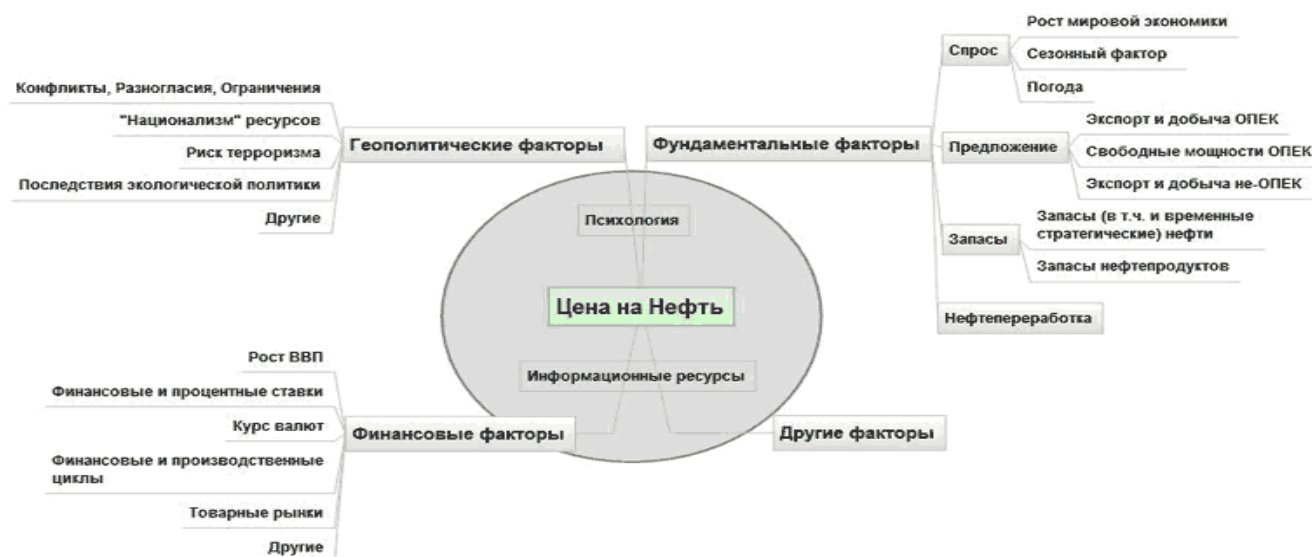 Конфликты, Разногласия, Ограничения
"Национализм" ресурсов
Риск терроризма
Последствия экологической политики
Другие
Геополитические факторы
Фундаментальные факторы
Спрос
Рост мировой экономики
Сезонный фактор
Погода
Предложение
Экспорт и добыча ОПЕК
Свободные мощности ОПЕК
Экспорт и добыча не-ОПЕК
Запасы
Запасы (в т.ч. и временные
стратегические) нефти
Запасы нефтепродуктов
Нефтепереработка
Психология
Цена на Нефть
Информационные ресурсы
Рост ВВП
Финансовые и процентные ставки
Курс валют
Финансовые и производственные
циклы
Товарные рынки
Другие
Финансовые факторы
Другие факторы